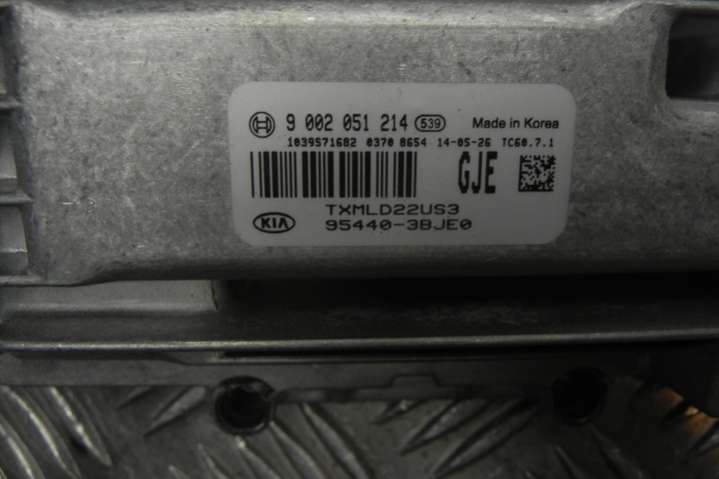 9 002 051 214 539 Made in Korea
1039S71682 0370 8654 14-05-26 TC60.7.1
GJE
TXMLD22US3
KIA 95440-3BJE0